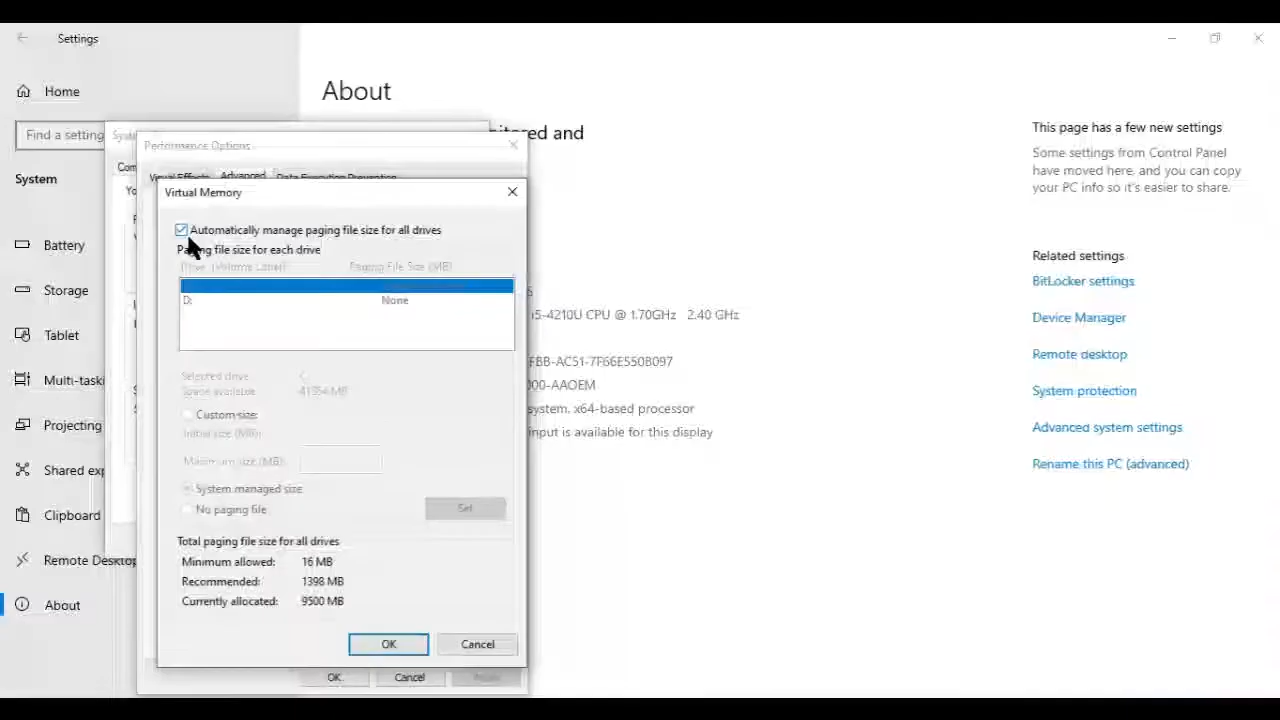 Settings
Home
About
Find a setting
itored and
System
Performance Options
Visual Effects Advanced Data Execution Prevention
Virtual Memory
Automatically manage paging file size for all drives
Paging file size for each drive
Drive [Volume Label] Paging File Size (MB)
D: None
Selected drive: C:
Space available: 41354 MB
Custom size:
Initial size (MB):
Maximum size (MB):
System managed size
No paging file
Set
Total paging file size for all drives
Minimum allowed: 16 MB
Recommended: 1398 MB
Currently allocated: 9500 MB
OK Cancel
OK Cancel Apply
Battery
Storage
Tablet
Multi-taski
Projecting
Shared exp
Clipboard
Remote Desktop
About
i5-4210U CPU @ 1.70GHz 2.40 GHz
FBB-AC51-7F66E550B097
000-AAOEM
system, x64-based processor
input is available for this display
This page has a few new settings
Some settings from Control Panel
have moved here, and you can copy
your PC info so it's easier to share.
Related settings
BitLocker settings
Device Manager
Remote desktop
System protection
Advanced system settings
Rename this PC (advanced)